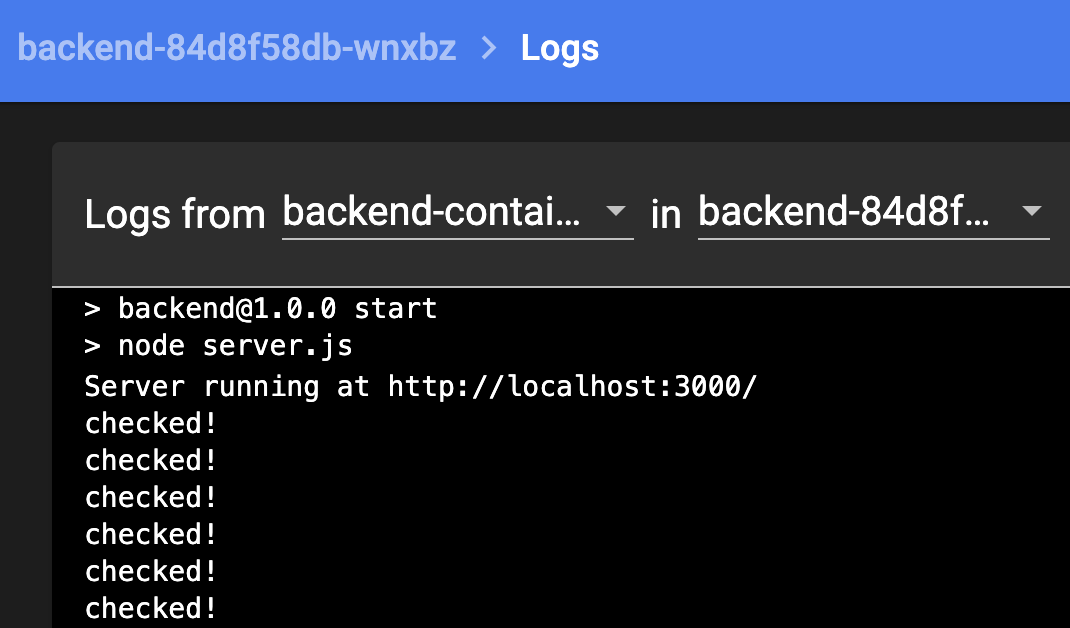 backend-84d8f58db-wnxbz > Logs
Logs from backend-contai... in backend-84d8f...
> backend@1.0.0 start
> node server.js
Server running at http://localhost:3000/
checked!
checked!
checked!
checked!
checked!
checked!